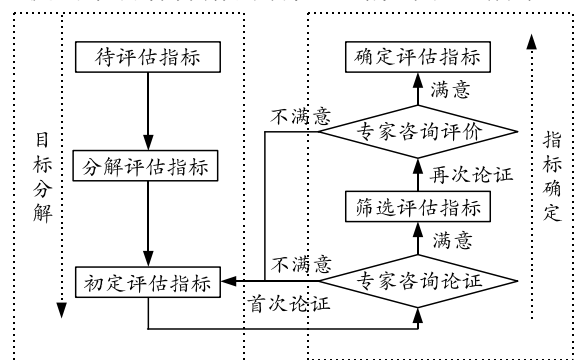 待评估指标
确定评估指标
满意
不满意
专家咨询评价
目标分解
分解评估指标
再次论证
指标确定
筛选评估指标
满意
不满意
初定评估指标
专家咨询论证
首次论证